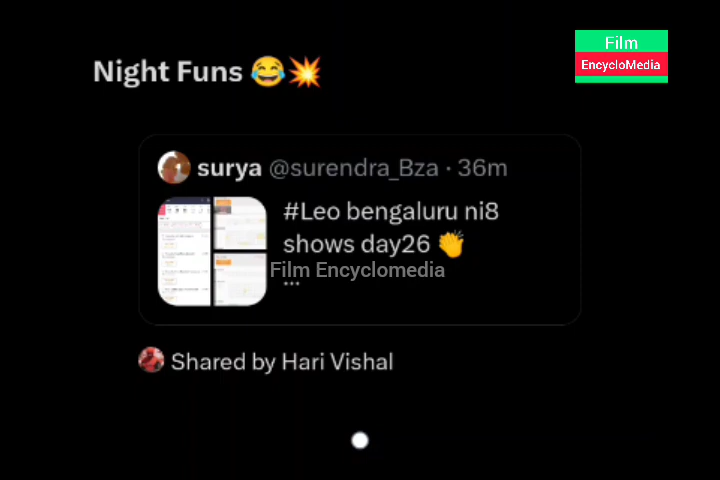 Film
EncycloMedia
Night Funs 😂💥
surya @surendra_Bza · 36m
#Leo bengaluru ni8
shows day26 👏
Film Encyclomedia
...
Shared by Hari Vishal